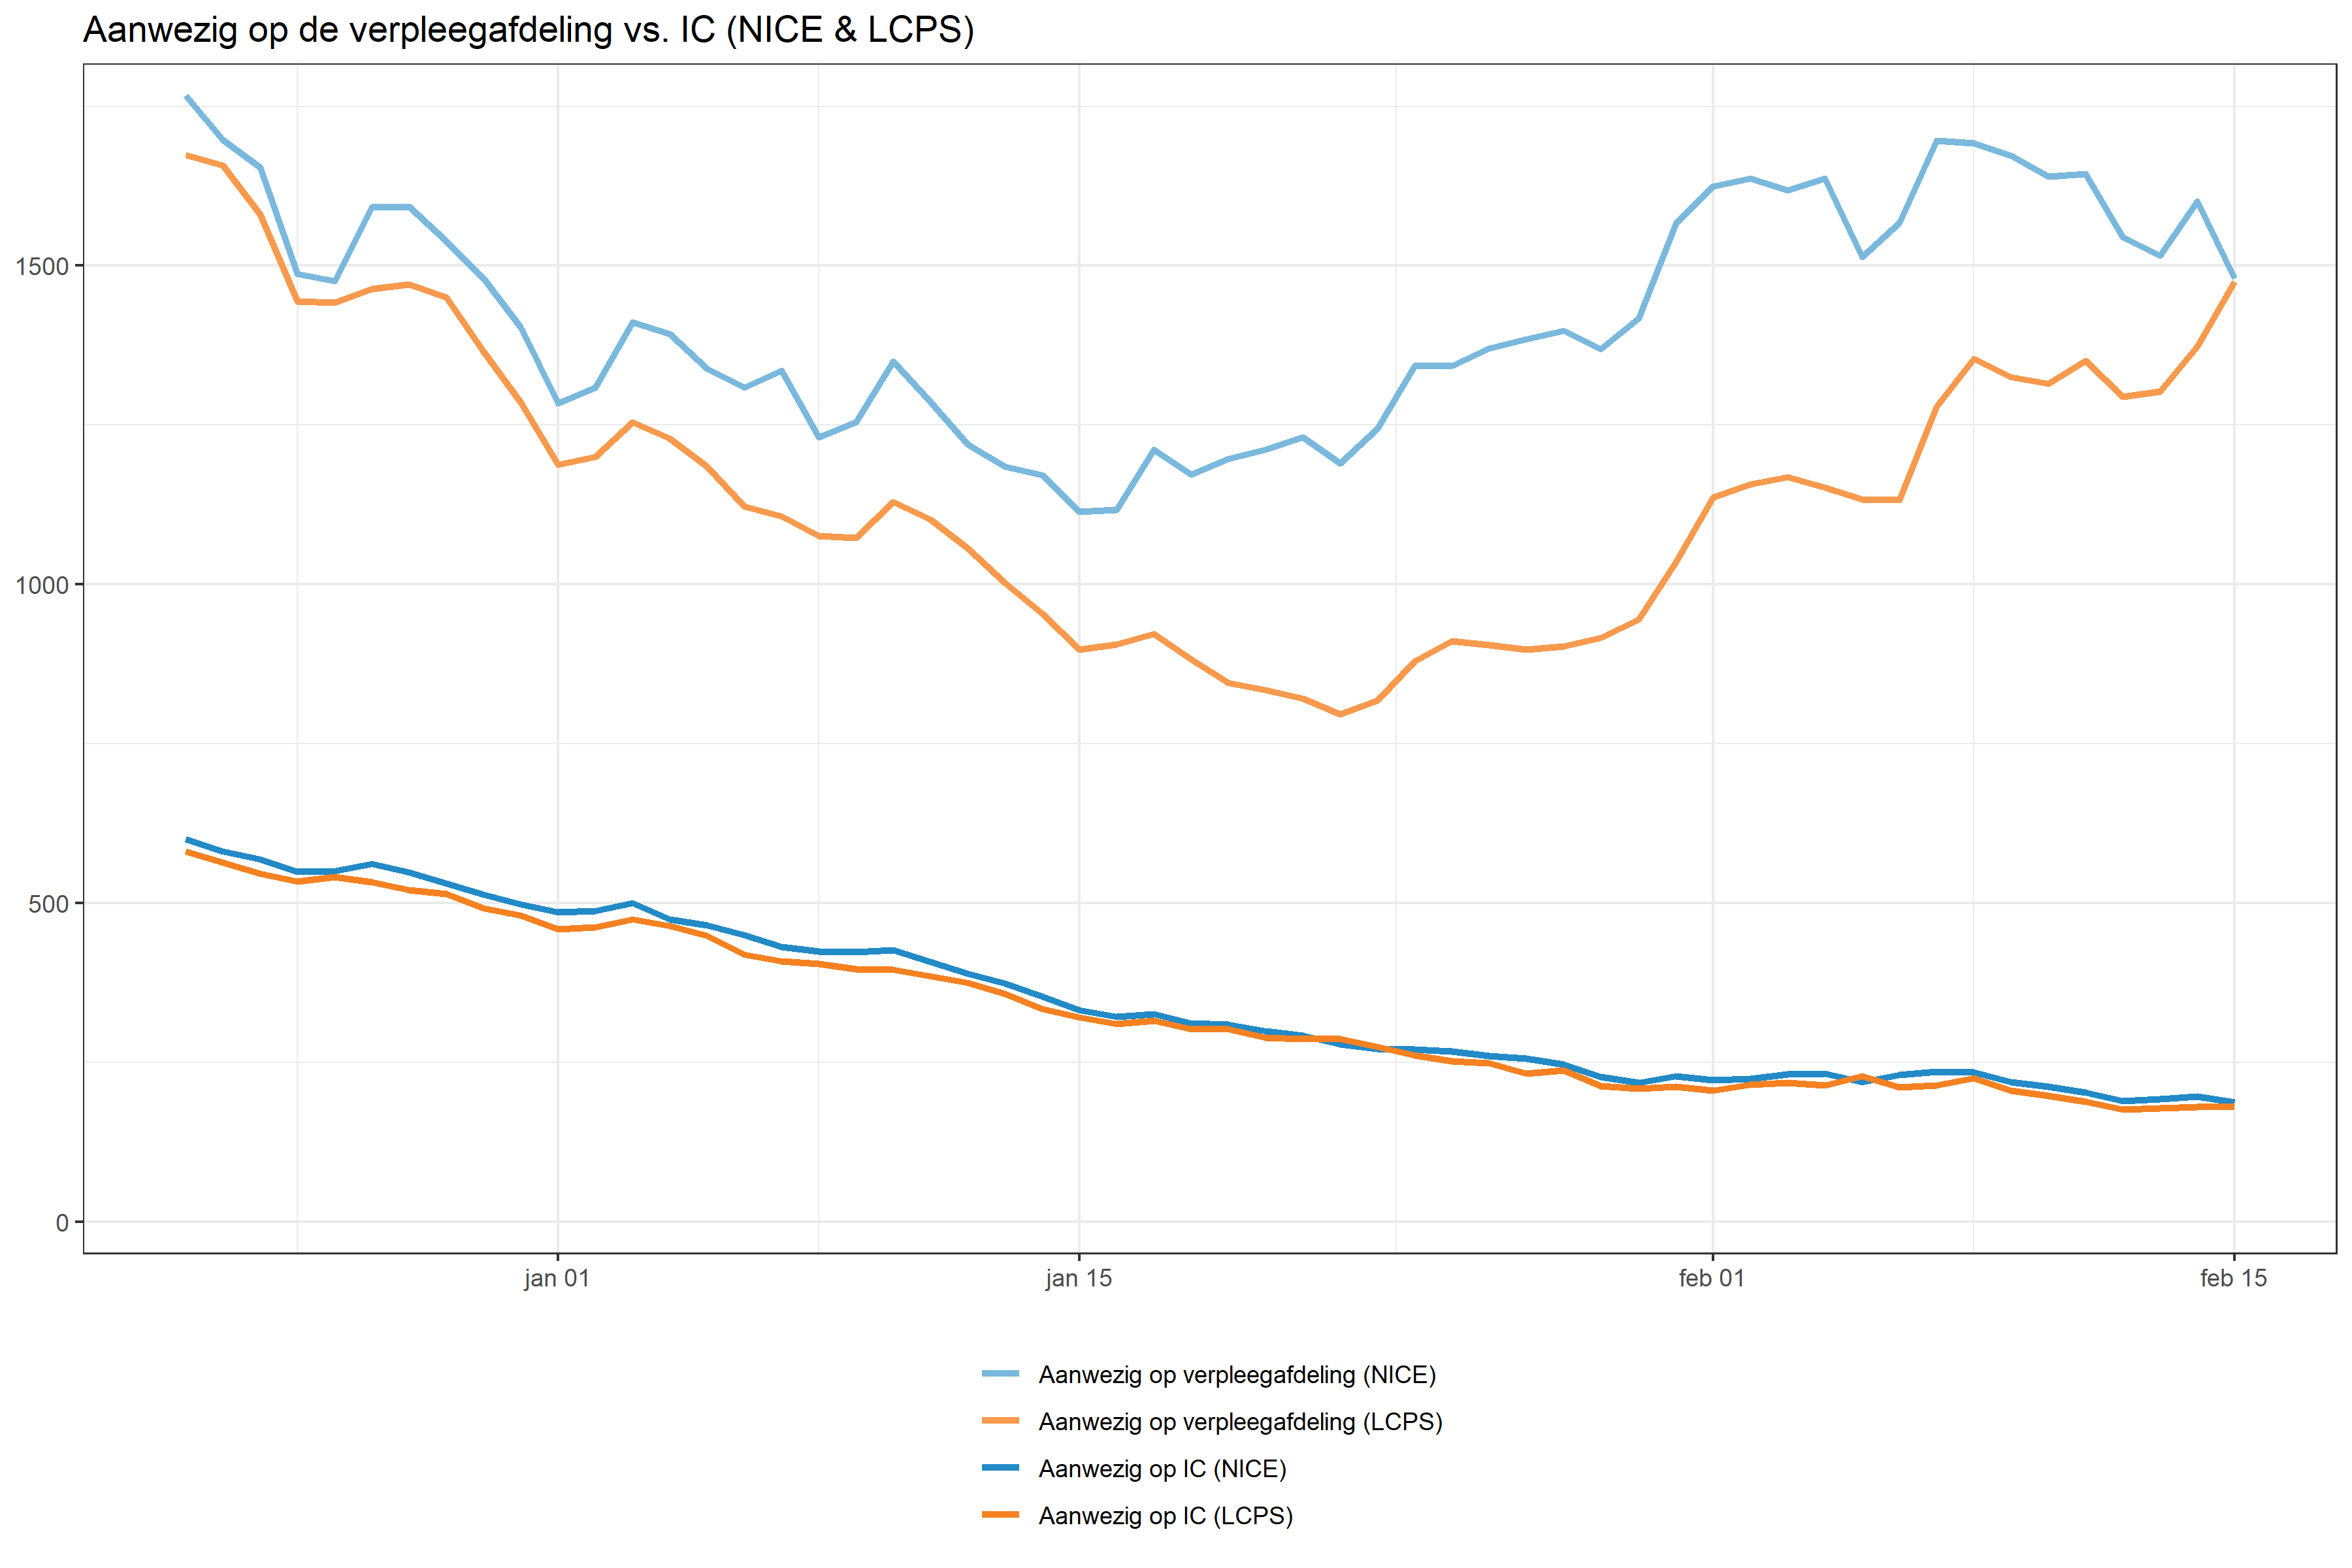 Aanwezig op de verpleegafdeling vs. IC (NICE & LCPS)
1500
1000
500
0
jan 01
jan 15
feb 01
feb 15
Aanwezig op verpleegafdeling (NICE)
Aanwezig op verpleegafdeling (LCPS)
Aanwezig op IC (NICE)
Aanwezig op IC (LCPS)